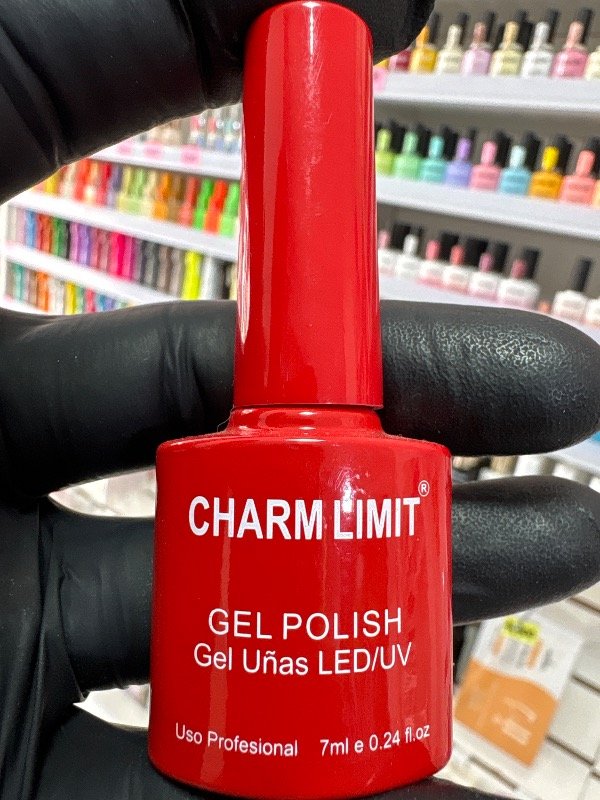 CHARM LIMIT®
GEL POLISH
Gel Uñas LED/UV
Uso Profesional 7ml e 0.24 fl.oz